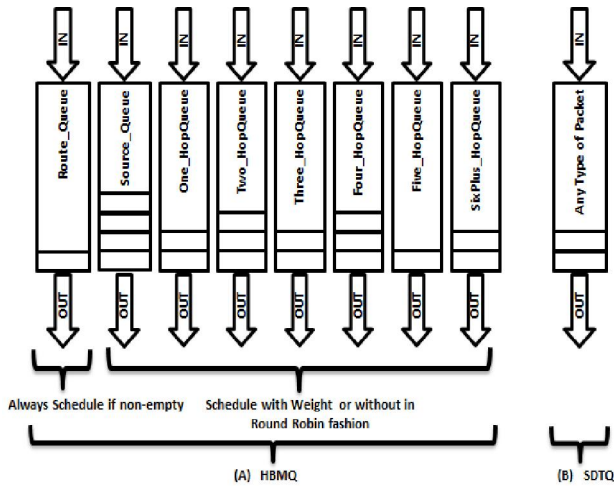 IN IN IN IN IN IN IN IN IN
Route_Queue
Source_Queue
One_HopQueue
Two_HopQueue
Three_HopQueue
Four_HopQueue
Five_HopQueue
SixPlus_HopQueue
Any Type of Packet
OUT OUT OUT OUT OUT OUT OUT OUT OUT
Always Schedule if non-empty
Schedule with Weight or without in
Round Robin fashion
(A) HBMQ
(B) SDTQ